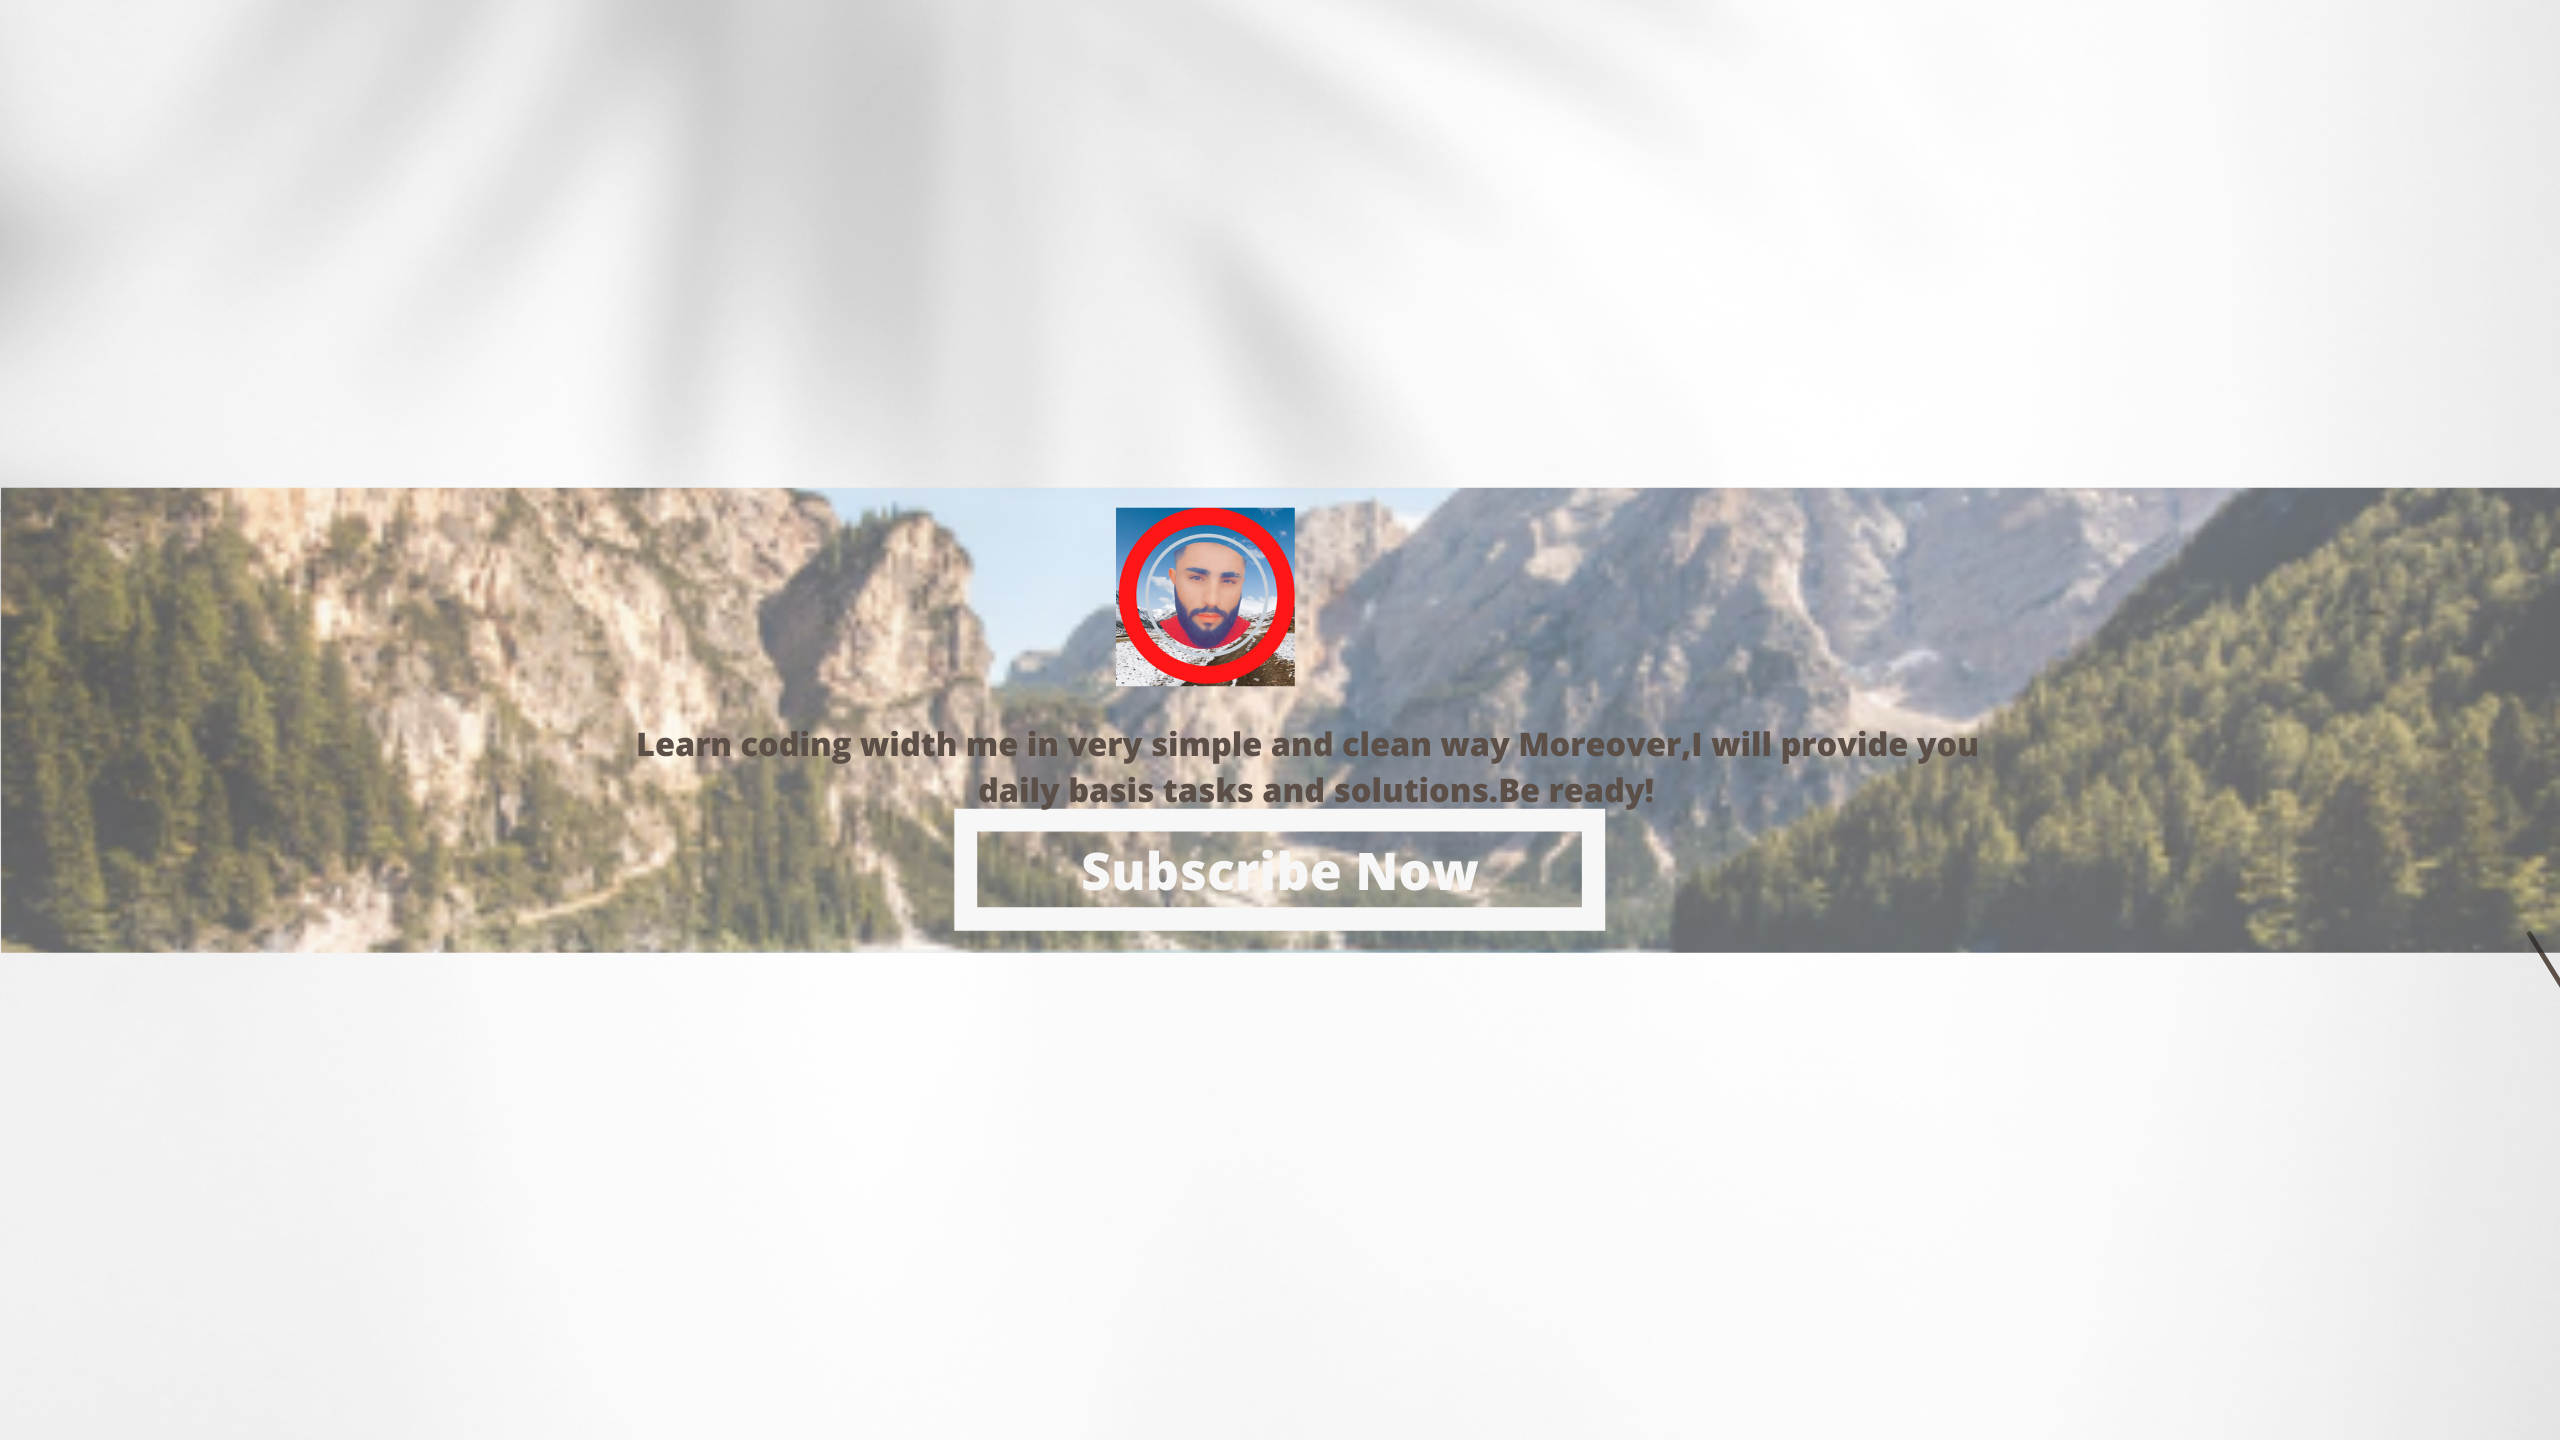 Learn coding width me in very simple and clean way Moreover,I will provide you
daily basis tasks and solutions.Be ready!
Subscribe Now